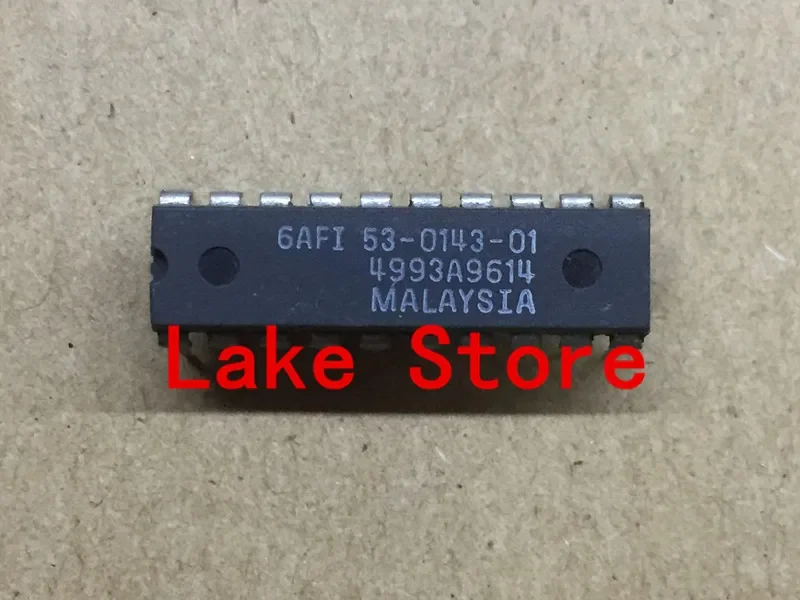 6AFI 53-0143-01
4993A9614
MALAYSIA
Lake Store